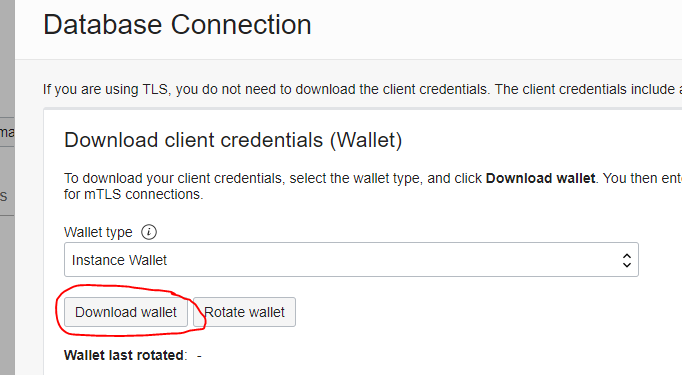 Database Connection
If you are using TLS, you do not need to download the client credentials. The client credentials include
Download client credentials (Wallet)
To download your client credentials, select the wallet type, and click Download wallet. You then
for mTLS connections.
Wallet type
Instance Wallet
Download wallet Rotate wallet
Wallet last rotated: -